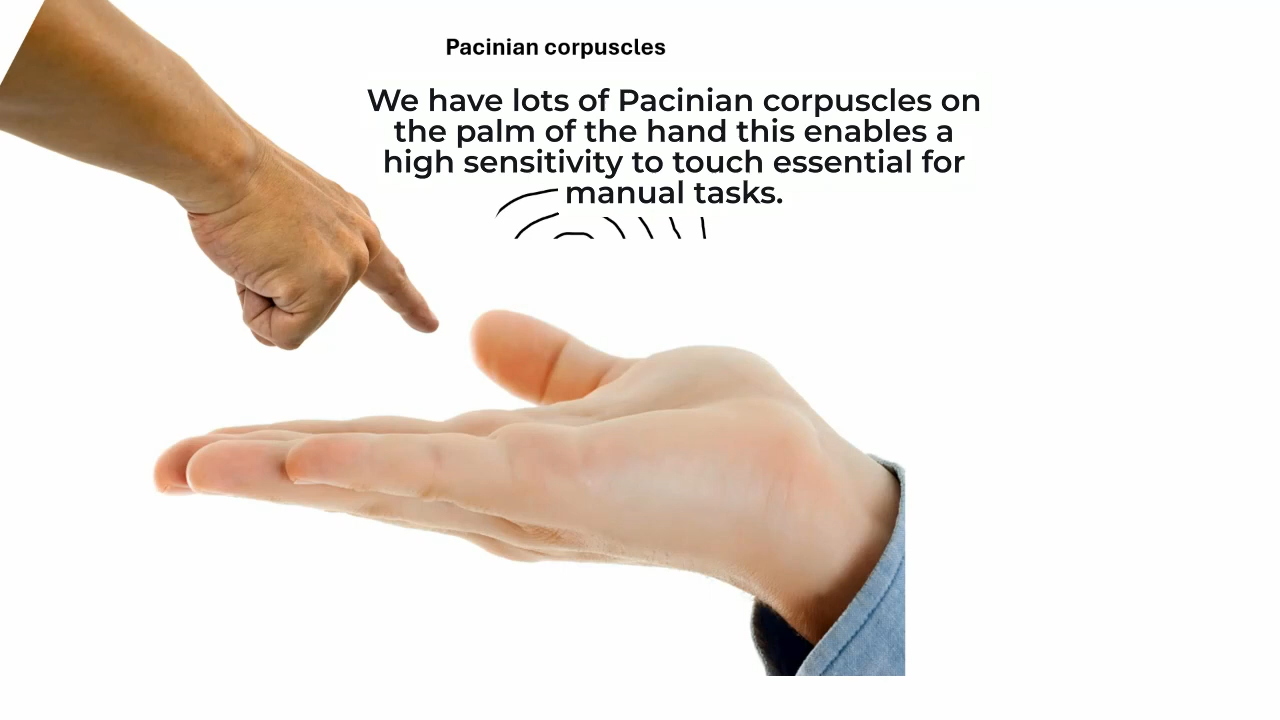 Pacinian corpuscles
We have lots of Pacinian corpuscles on
the palm of the hand this enables a
high sensitivity to touch essential for
manual tasks.